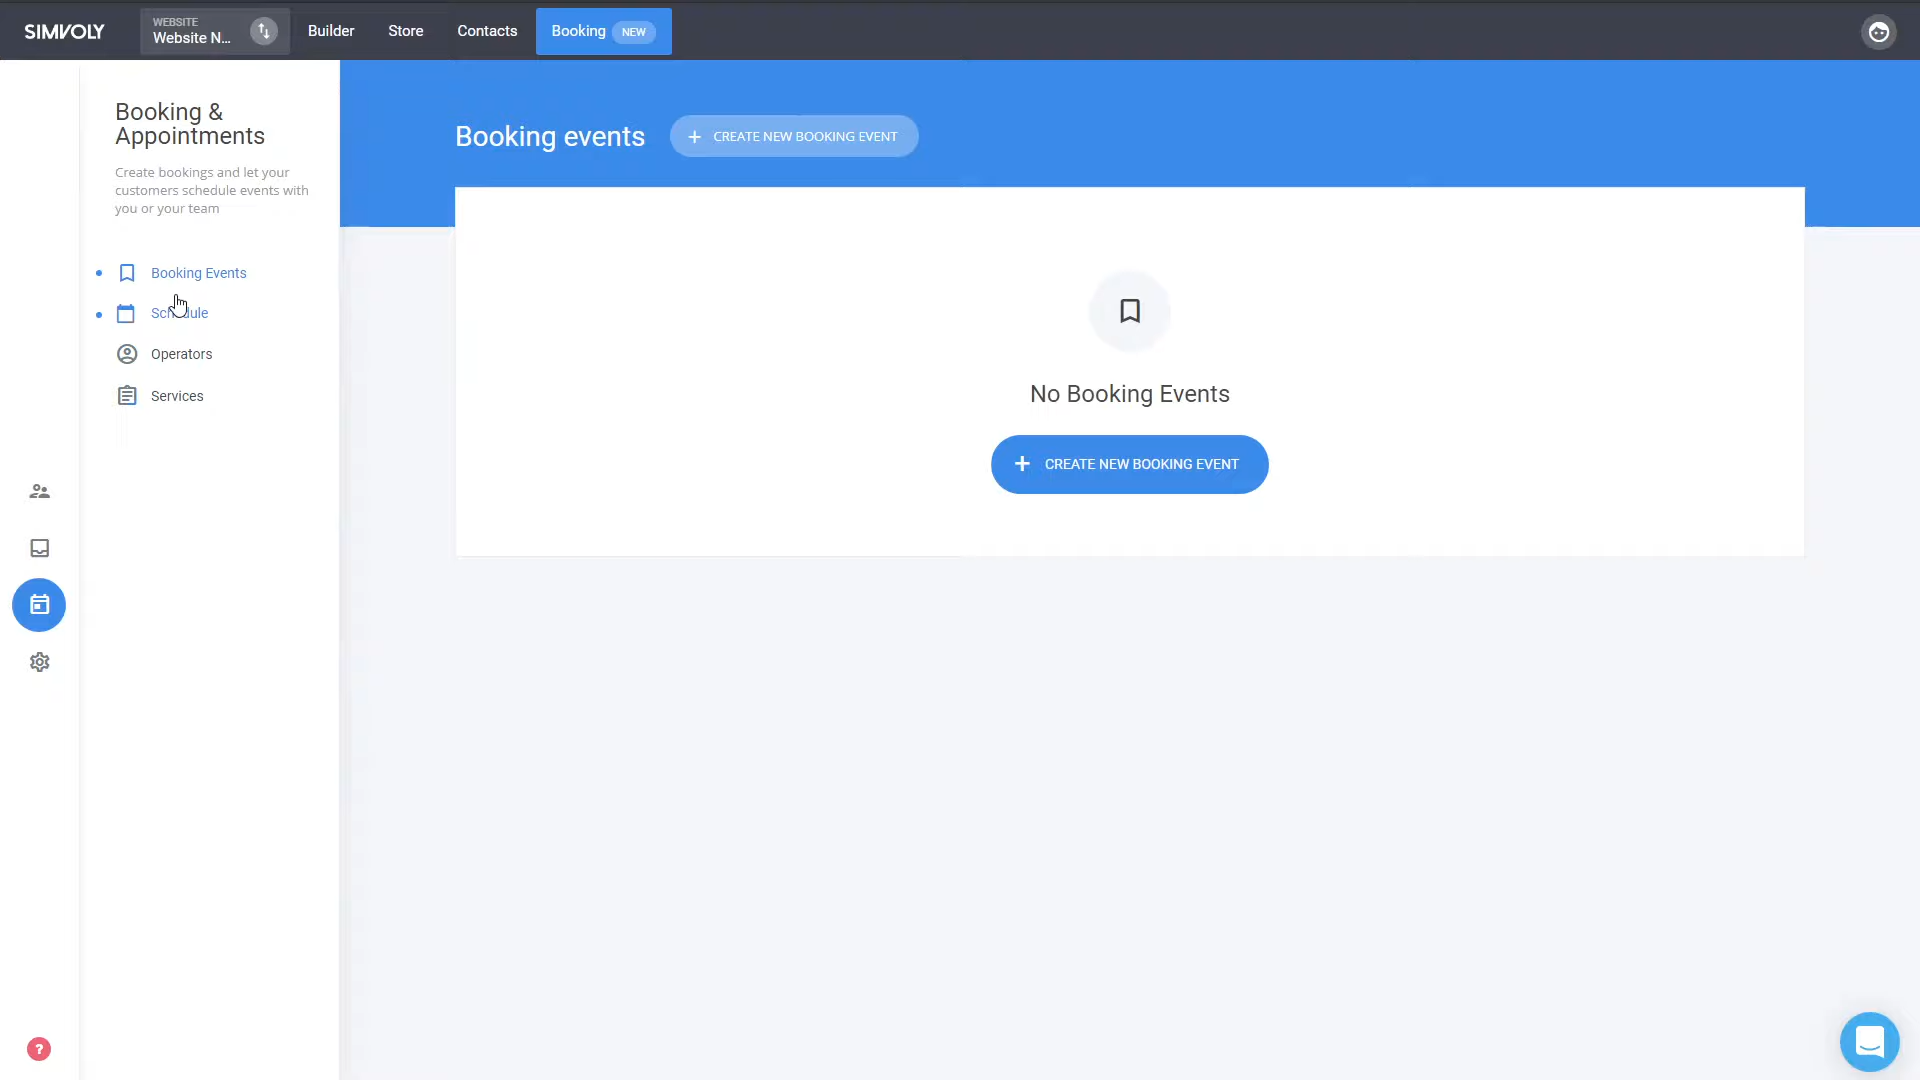 SIMVOLY
WEBSITE
Website N...
Builder
Store
Contacts
Booking NEW
Booking &
Appointments
Create bookings and let your
customers schedule events with
you or your team
Booking Events
Schedule
Operators
Services
Booking events
+ CREATE NEW BOOKING EVENT
No Booking Events
+ CREATE NEW BOOKING EVENT
?